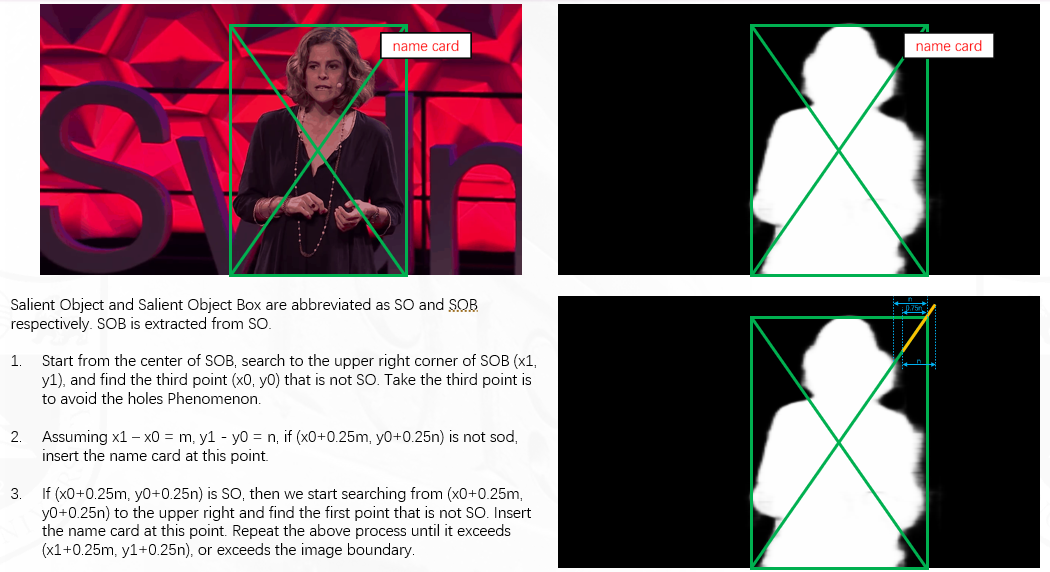 name card
name card
Sw n
n
0.75n
n
Salient Object and Salient Object Box are abbreviated as SO and SOB
respectively. SOB is extracted from SO.
1. Start from the center of SOB, search to the upper right corner of SOB (x1,
y1), and find the third point (x0, y0) that is not SO. Take the third point is
to avoid the holes Phenomenon.
2. Assuming x1 – x0 = m, y1 - y0 = n, if (x0+0.25m, y0+0.25n) is not sod,
insert the name card at this point.
3. If (x0+0.25m, y0+0.25n) is SO, then we start searching from (x0+0.25m,
y0+0.25n) to the upper right and find the first point that is not SO. Insert
the name card at this point. Repeat the above process until it exceeds
(x1+0.25m, y1+0.25n), or exceeds the image boundary.